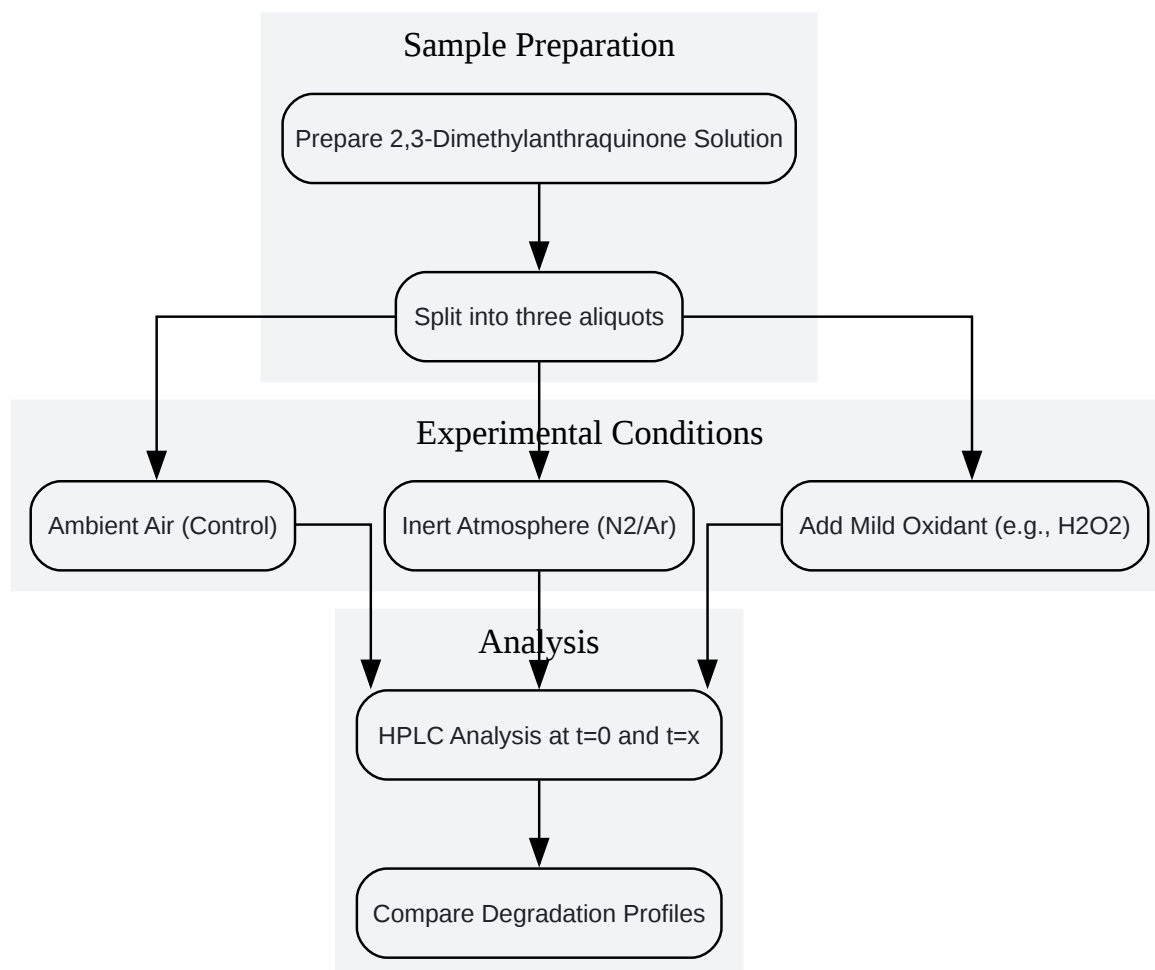 Sample Preparation
Prepare 2,3-Dimethylanthraquinone Solution
Split into three aliquots
Experimental Conditions
Ambient Air (Control)
Inert Atmosphere (N2/Ar)
Add Mild Oxidant (e.g., H2O2)
Analysis
HPLC Analysis at t=0 and t=x
Compare Degradation Profiles